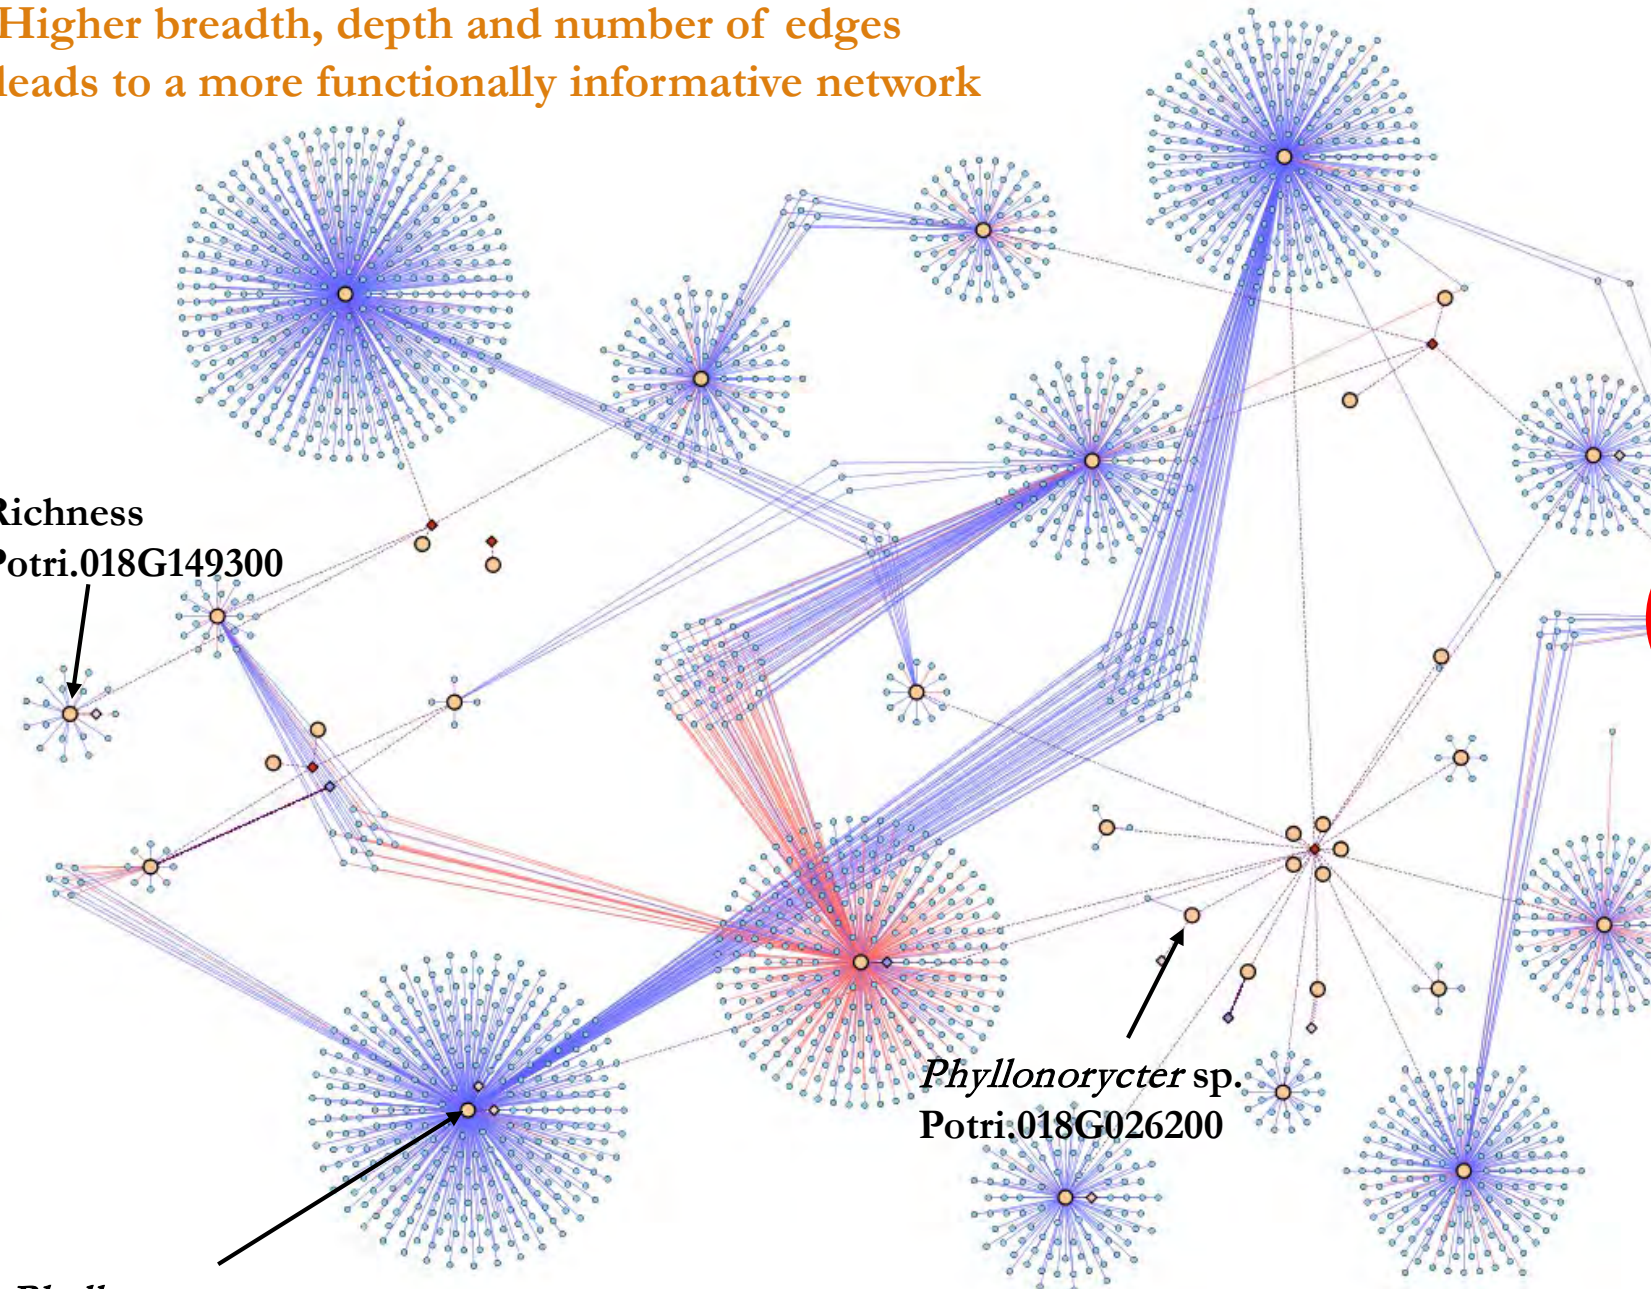 Higher breadth, depth and number of edges
leads to a more functionally informative network
Richness
Potri.018G149300
Phyllonorycter sp.
Potri.018G026200